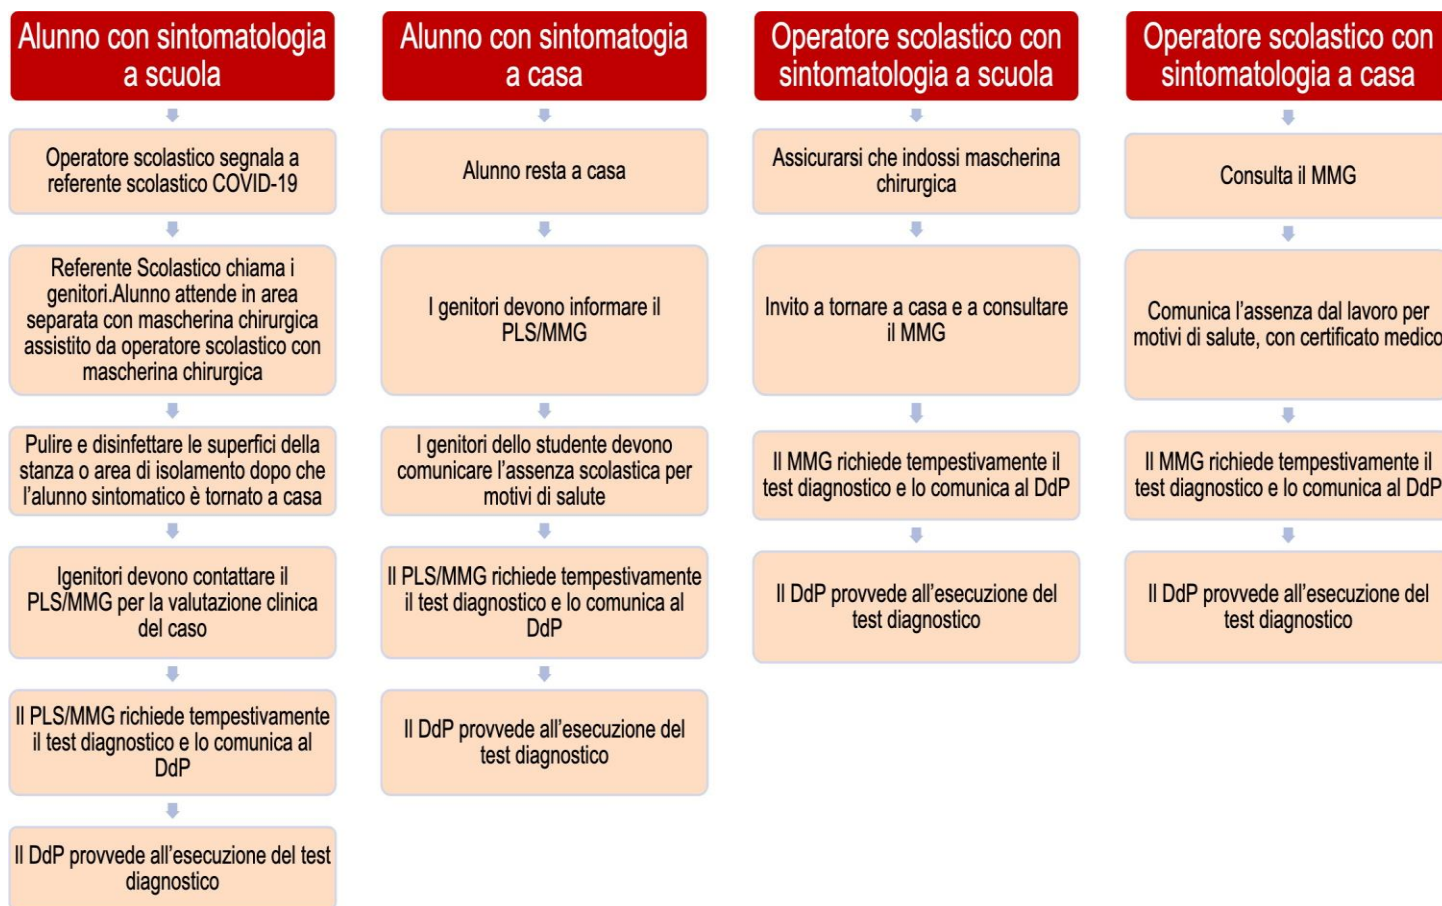 Alunno con sintomatologia
a scuola
Operatore scolastico segnala a
referente scolastico COVID-19
Referente Scolastico chiama i
genitori.Alunno attende in area
separata con mascherina chirurgica
assistito da operatore scolastico con
mascherina chirurgica
Pulire e disinfettare le superfici della
stanza o area di isolamento dopo che
l'alunno sintomatico è tornato a casa
Igenitori devono contattare il
PLS/MMG per la valutazione clinica
del caso
Il PLS/MMG richiede tempestivamente
il test diagnostico e lo comunica al
DdP
Il DdP provvede all'esecuzione del test
diagnostico
Alunno con sintomatogia
a casa
Alunno resta a casa
I genitori devono informare il
PLS/MMG
I genitori dello studente devono
comunicare l'assenza scolastica per
motivi di salute
Il PLS/MMG richiede tempestivamente
il test diagnostico e lo comunica al
DdP
Il DdP provvede all'esecuzione del
test diagnostico
Operatore scolastico con
sintomatologia a scuola
Assicurarsi che indossi mascherina
chirurgica
Invito a tornare a casa e a consultare
il MMG
Il MMG richiede tempestivamente il
test diagnostico e lo comunica al DdP
Il DdP provvede all'esecuzione del
test diagnostico
Operatore scolastico con
sintomatologia a casa
Consulta il MMG
Comunica l'assenza dal lavoro per
motivi di salute, con certificato medico
Il MMG richiede tempestivamente il
test diagnostico e lo comunica al DdP
Il DdP provvede all'esecuzione del
test diagnostico